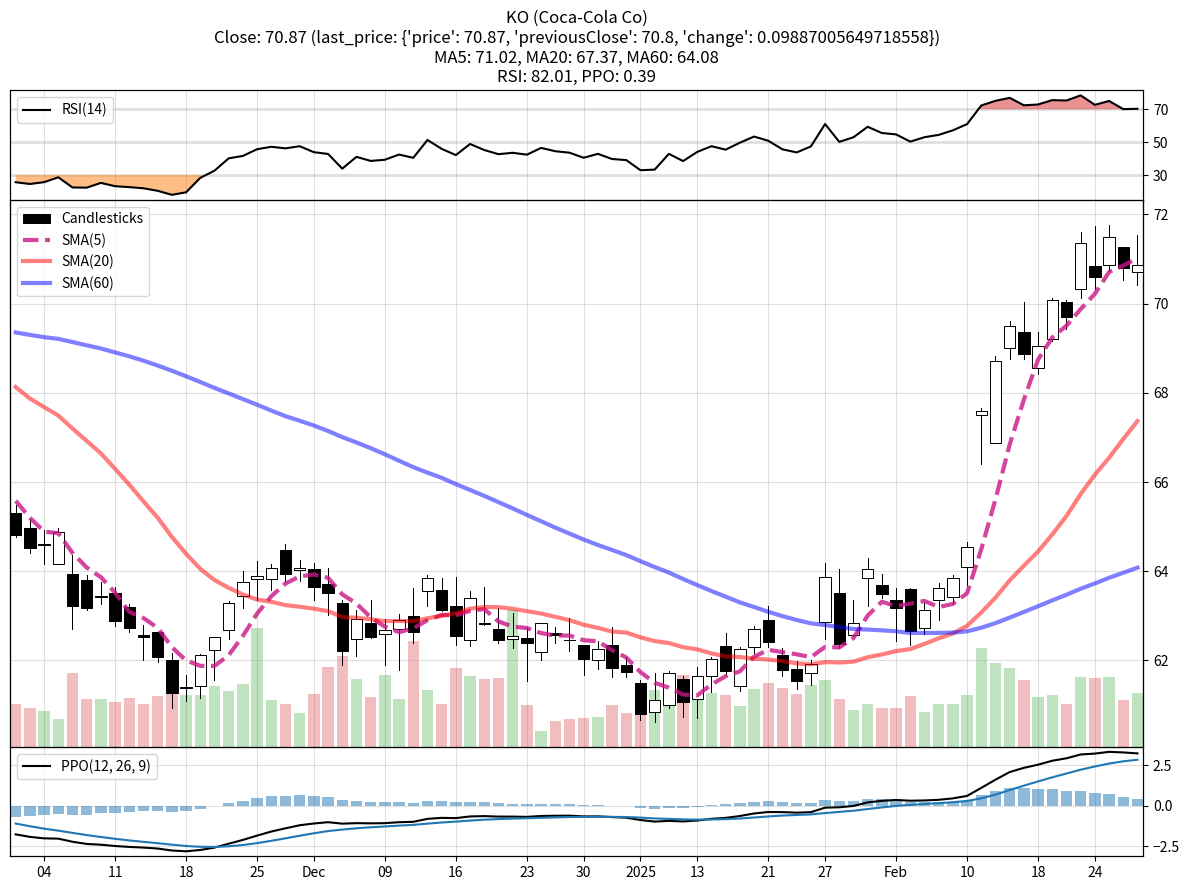 KO (Coca-Cola Co)
Close: 70.87 (last_price: {'price': 70.87, 'previousClose': 70.8, 'change': 0.09887005649718558})
MA5: 71.02, MA20: 67.37, MA60: 64.08
RSI: 82.01, PPO: 0.39
RSI(14)
70
50
30
Candlesticks
SMA(5)
SMA(20)
SMA(60)
72
70
68
66
64
62
PPO(12, 26, 9)
2.5
0.0
−2.5
04 11 18 25 Dec 09 16 23 30 2025 13 21 27 Feb 10 18 24